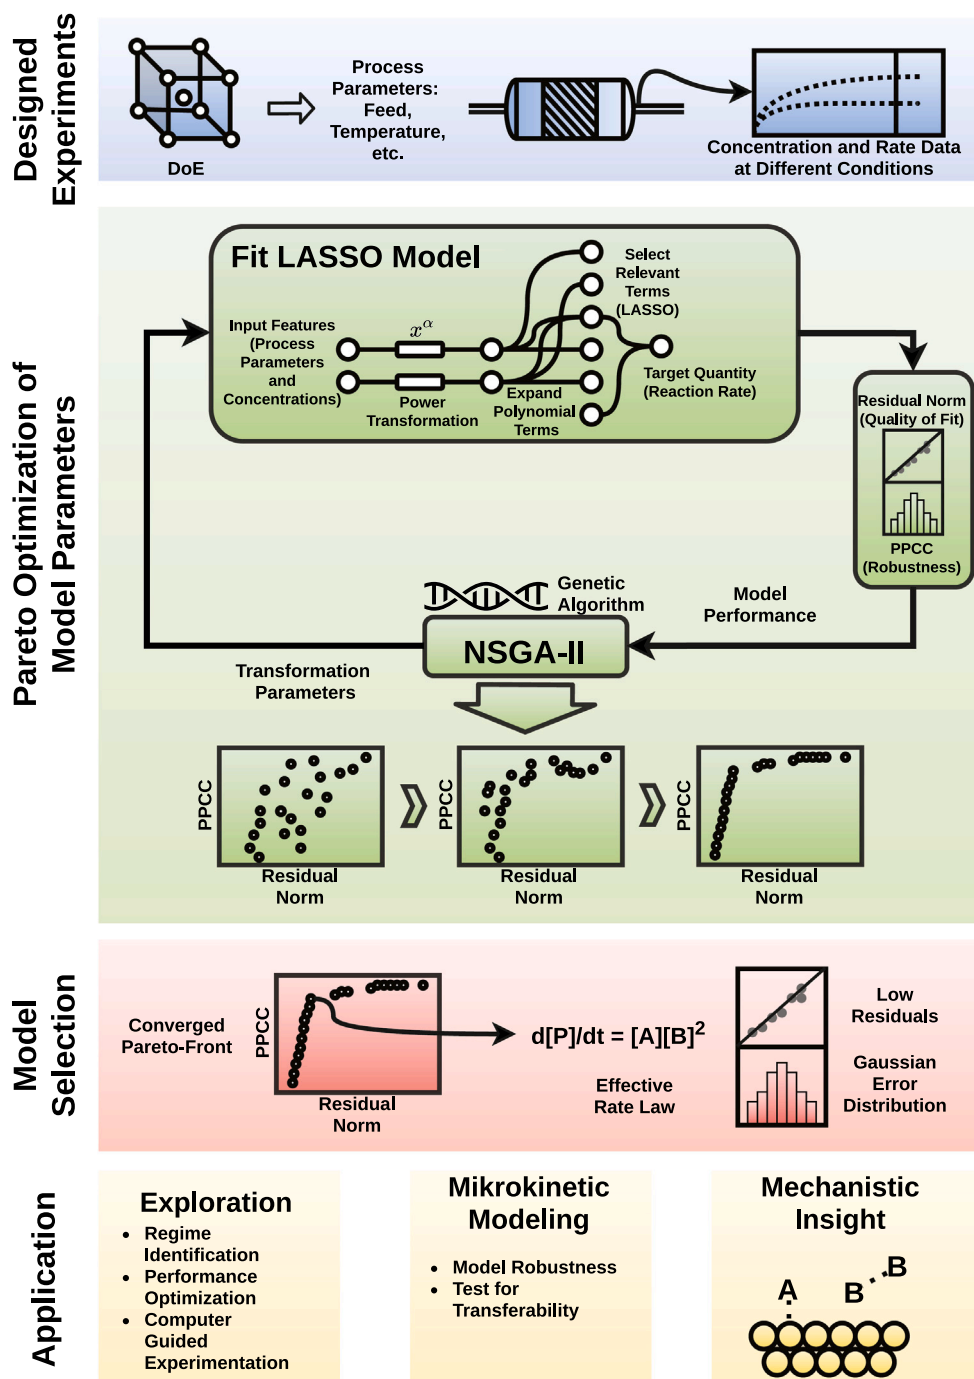 Designed
Experiments
DoE
Process
Parameters:
Feed,
Temperature,
etc.
Concentration and Rate Data
at Different Conditions
Pareto Optimization of
Model Parameters
Fit LASSO Model
Input Features
(Process
Parameters
and
Concentrations)
x^α
Power
Transformation
Expand
Polynomial
Terms
Select
Relevant
Terms
(LASSO)
Target Quantity
(Reaction Rate)
Residual Norm
(Quality of Fit)
PPCC
(Robustness)
Model
Performance
Genetic
Algorithm
NSGA-II
Transformation
Parameters
PPCC
Residual
Norm
PPCC
Residual
Norm
PPCC
Residual
Norm
Model
Selection
Converged
Pareto-Front
PPCC
Residual
Norm
d[P]/dt = [A][B]²
Effective
Rate Law
Low
Residuals
Gaussian
Error
Distribution
Application
Exploration
• Regime
Identification
• Performance
Optimization
• Computer
Guided
Experimentation
Mikrokinetic
Modeling
• Model Robustness
• Test for
Transferability
Mechanistic
Insight
A
B
B